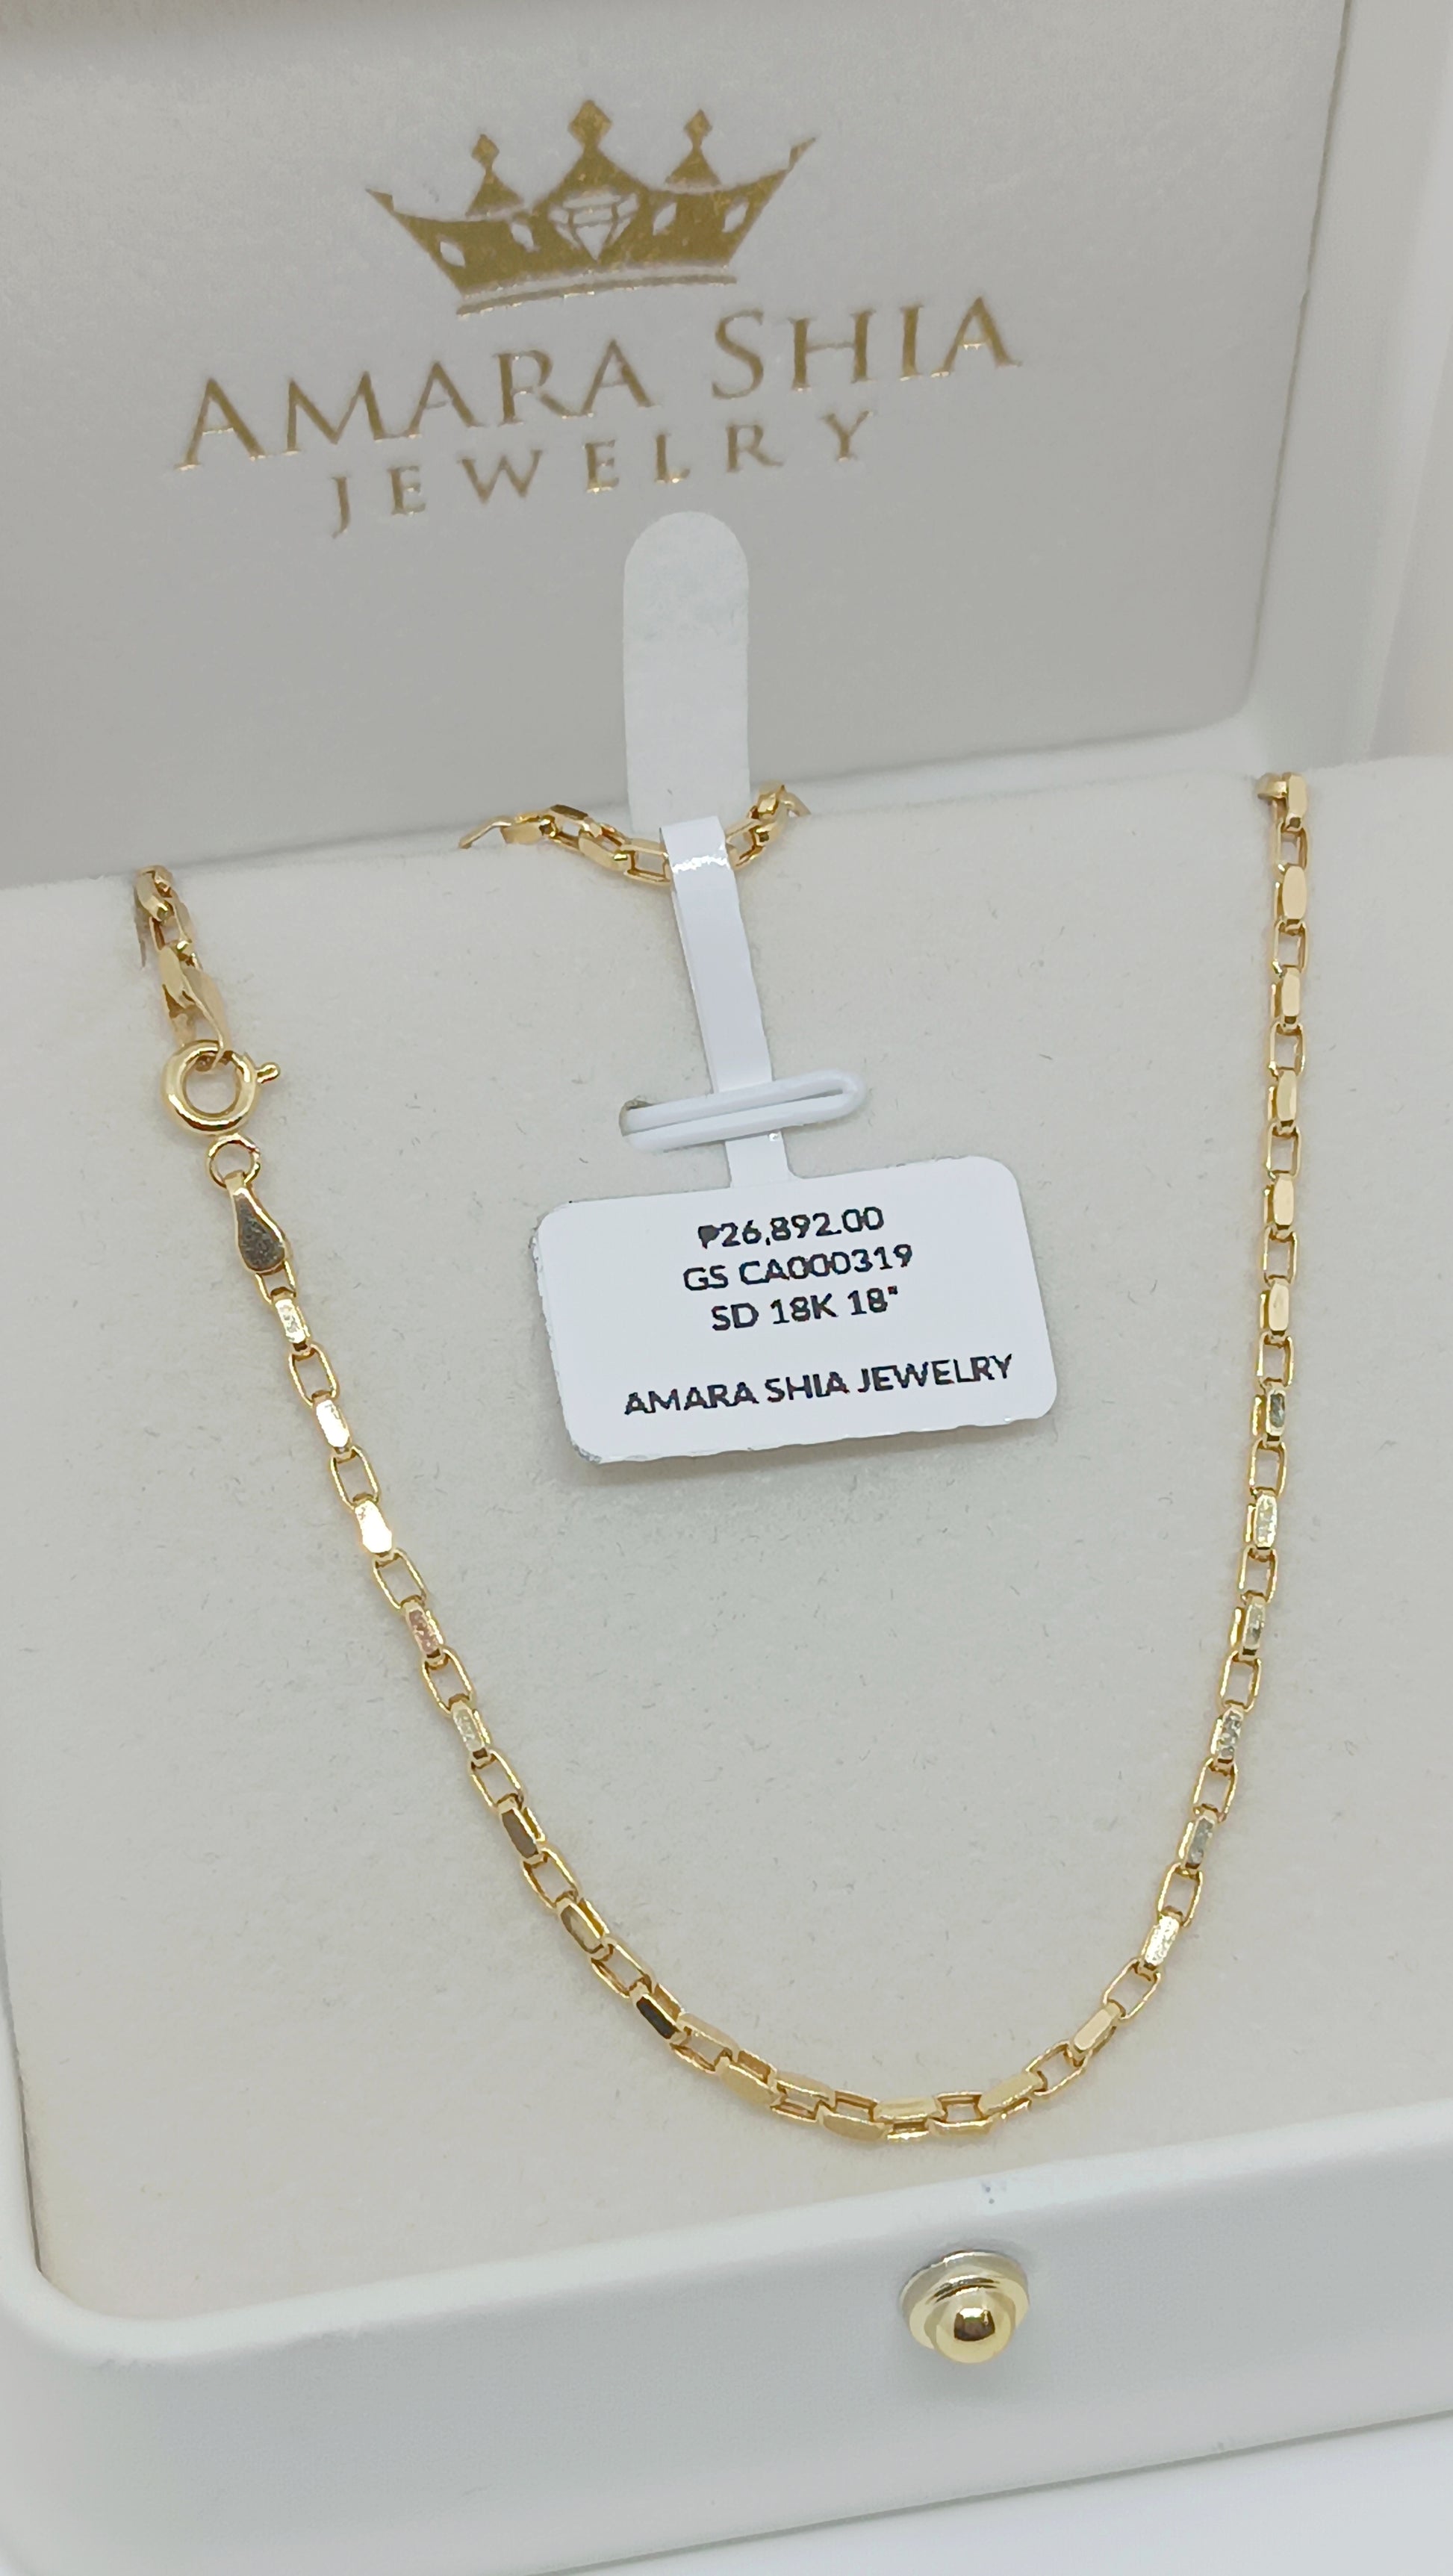 AMARA SHIA
JEWELRY
₱26,892.00
GS CA000319
SD 18K 18"
AMARA SHIA JEWELRY